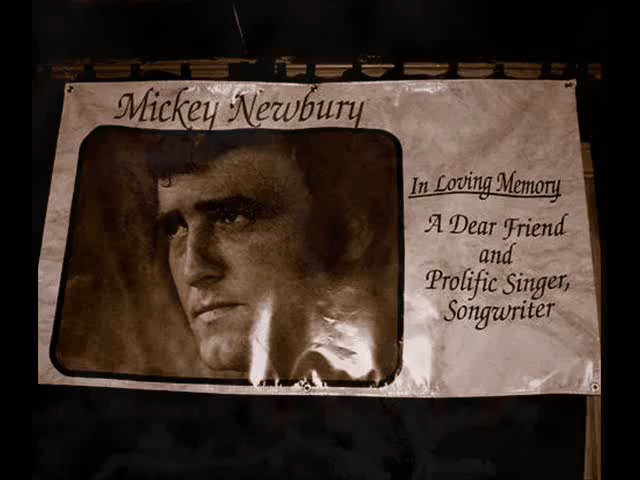 Mickey Newbury
In Loving Memory
A Dear Friend
and
Prolific Singer,
Songwriter